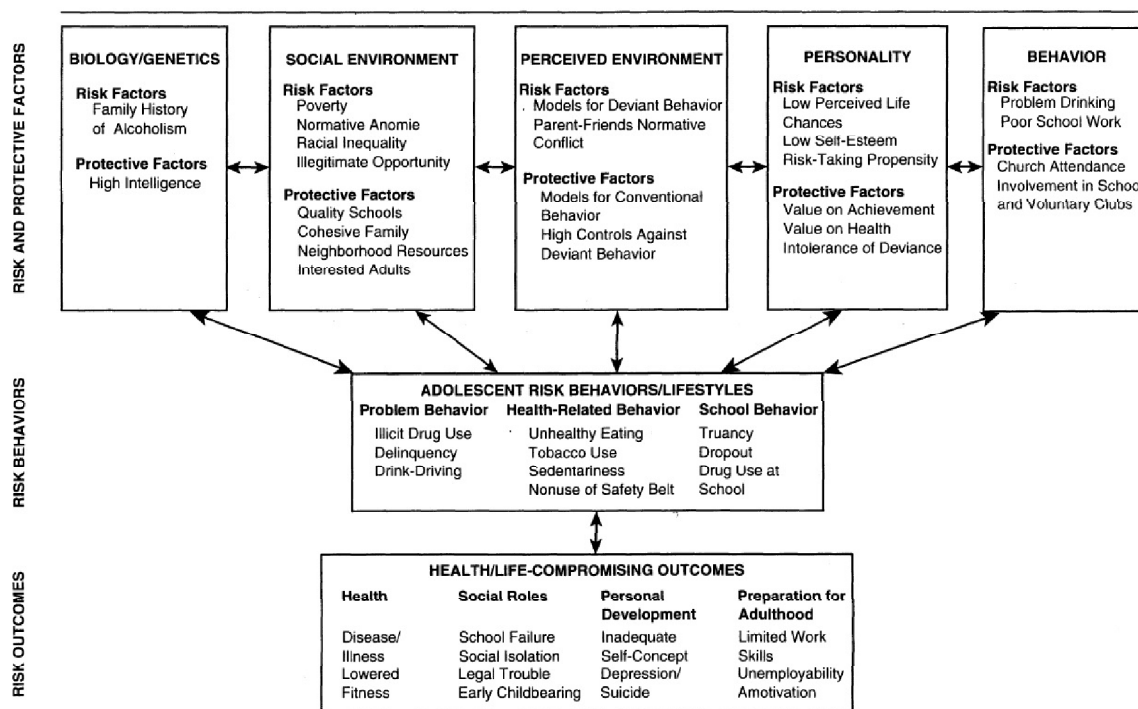 RISK AND PROTECTIVE FACTORS
BIOLOGY/GENETICS
Risk Factors
Family History
of Alcoholism
Protective Factors
High Intelligence
SOCIAL ENVIRONMENT
Risk Factors
Poverty
Normative Anomie
Racial Inequality
Illegitimate Opportunity
Protective Factors
Quality Schools
Cohesive Family
Neighborhood Resources
Interested Adults
PERCEIVED ENVIRONMENT
Risk Factors
Models for Deviant Behavior
Parent-Friends Normative
Conflict
Protective Factors
Models for Conventional
Behavior
High Controls Against
Deviant Behavior
PERSONALITY
Risk Factors
Low Perceived Life
Chances
Low Self-Esteem
Risk-Taking Propensity
Protective Factors
Value on Achievement
Value on Health
Intolerance of Deviance
BEHAVIOR
Risk Factors
Problem Drinking
Poor School Work
Protective Factors
Church Attendance
Involvement in School
and Voluntary Clubs
RISK BEHAVIORS
ADOLESCENT RISK BEHAVIORS/LIFESTYLES
Problem Behavior
Illicit Drug Use
Delinquency
Drink-Driving
Health-Related Behavior
Unhealthy Eating
Tobacco Use
Sedentariness
Nonuse of Safety Belt
School Behavior
Truancy
Dropout
Drug Use at
School
RISK OUTCOMES
HEALTH/LIFE-COMPROMISING OUTCOMES
Health
Disease/
Illness
Lowered
Fitness
Social Roles
School Failure
Social Isolation
Legal Trouble
Early Childbearing
Personal
Development
Inadequate
Self-Concept
Depression/
Suicide
Preparation for
Adulthood
Limited Work
Skills
Unemployability
Amotivation